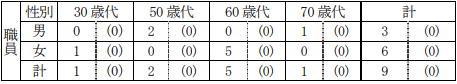 職員 性別 30歳代 50歳代 60歳代 70歳代 計
男 0 (0) 2 (0) 0 (0) 1 (0) 3 (0)
女 1 (0) 0 (0) 5 (0) 0 (0) 6 (0)
計 1 (0) 2 (0) 5 (0) 1 (0) 9 (0)